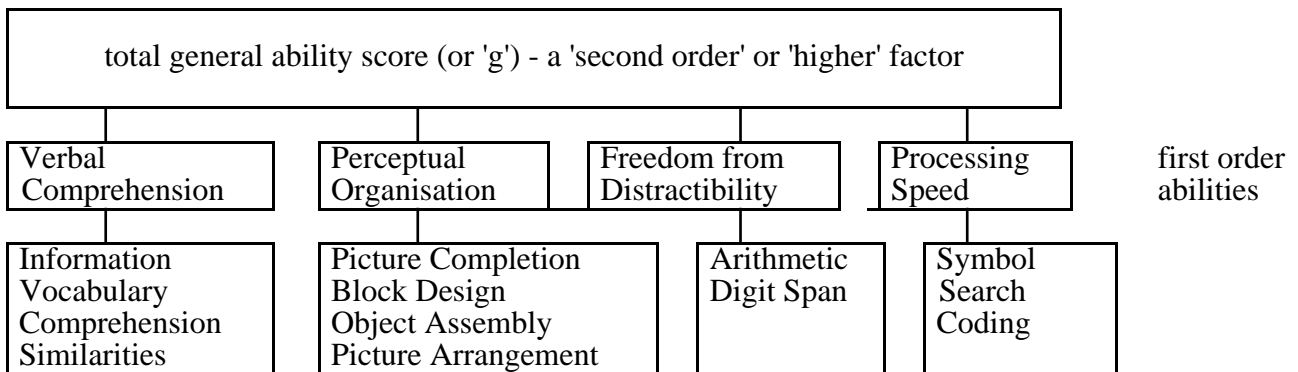 total general ability score (or 'g') - a 'second order' or 'higher' factor
Verbal
Comprehension
Perceptual
Organisation
Freedom from
Distractibility
Processing
Speed
first order
abilities
Information
Vocabulary
Comprehension
Similarities
Picture Completion
Block Design
Object Assembly
Picture Arrangement
Arithmetic
Digit Span
Symbol
Search
Coding